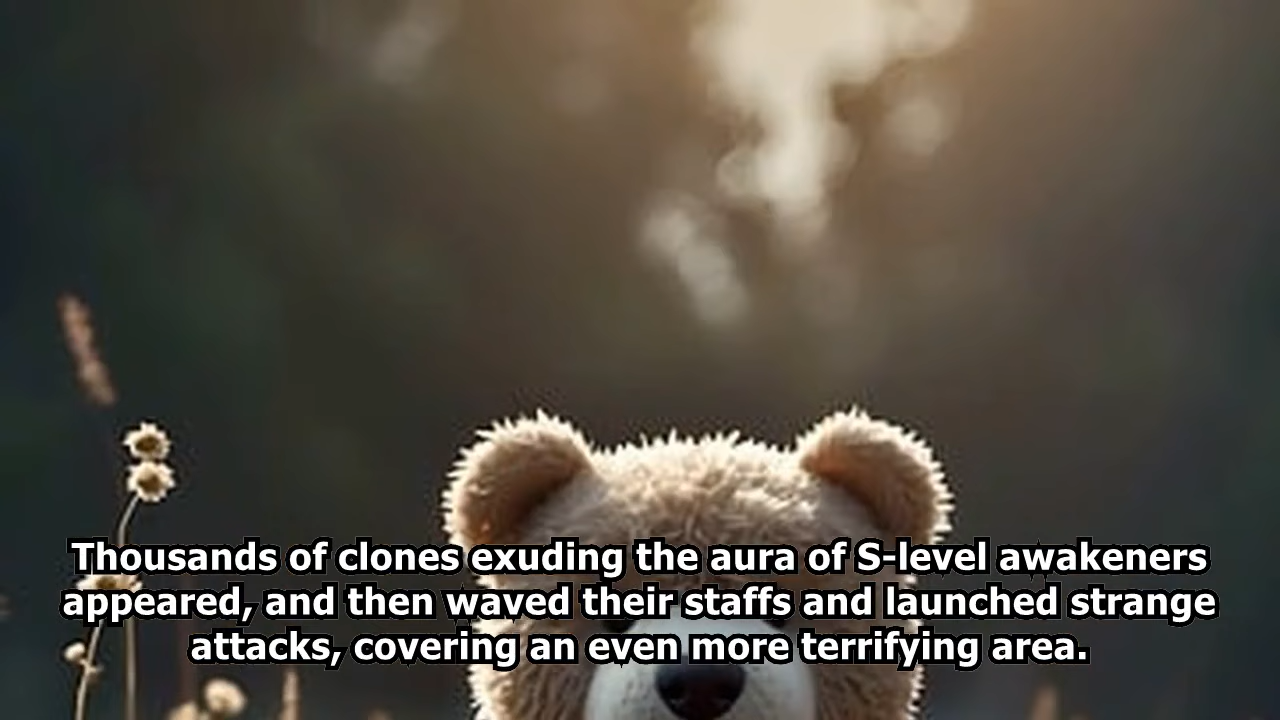 Thousands of clones exuding the aura of S-level awakeners
appeared, and then waved their staffs and launched strange
attacks, covering an even more terrifying area.